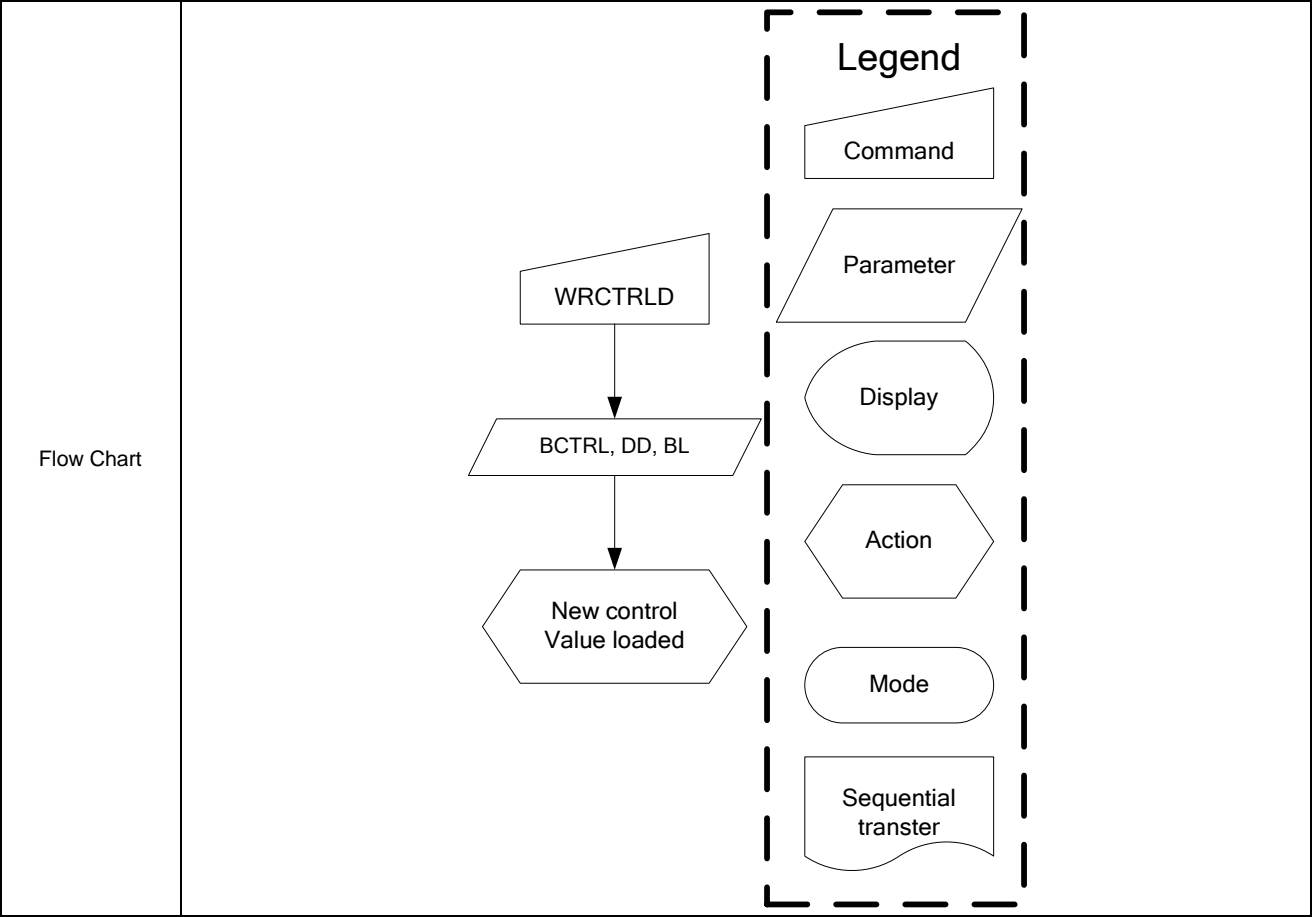 Flow Chart
WRCTRLD
BCTRL, DD, BL
New control
Value loaded
Legend
Command
Parameter
Display
Action
Mode
Sequential
transter